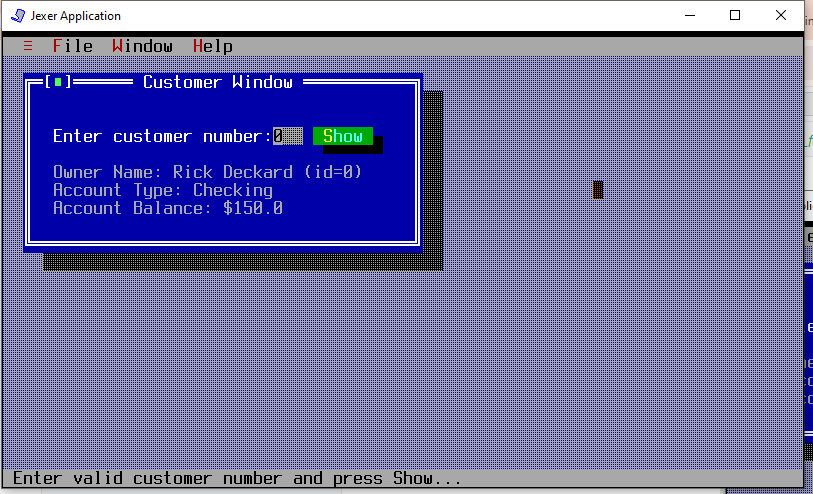 Jexer Application
File Window Help
Customer Window
Enter customer number:0 Show
Owner Name: Rick Deckard (id=0)
Account Type: Checking
Account Balance: $150.0
Enter valid customer number and press Show...